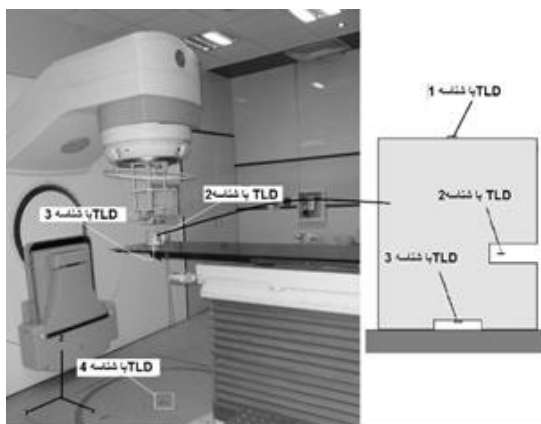 TLD با شناسه 1
TLD با شناسه2
TLD با شناسه 3
TLD با شناسه 4
TLD با شناسه2
TLD با شناسه 3